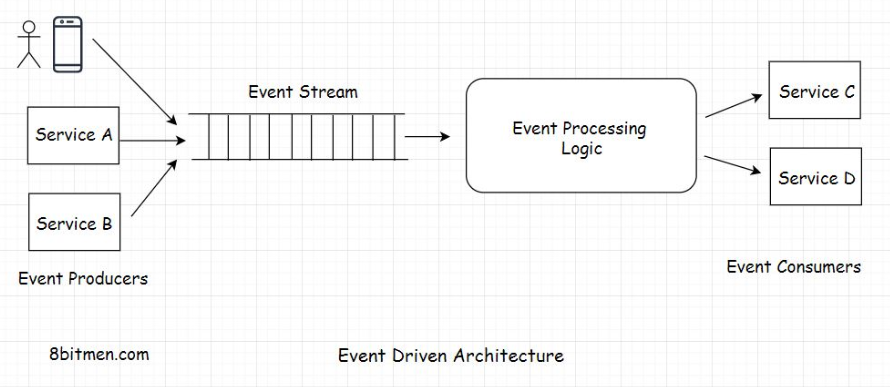 Event Stream
Service A
Event Processing
Logic
Service C
Service B
Service D
Event Producers
Event Consumers
8bitmen.com
Event Driven Architecture